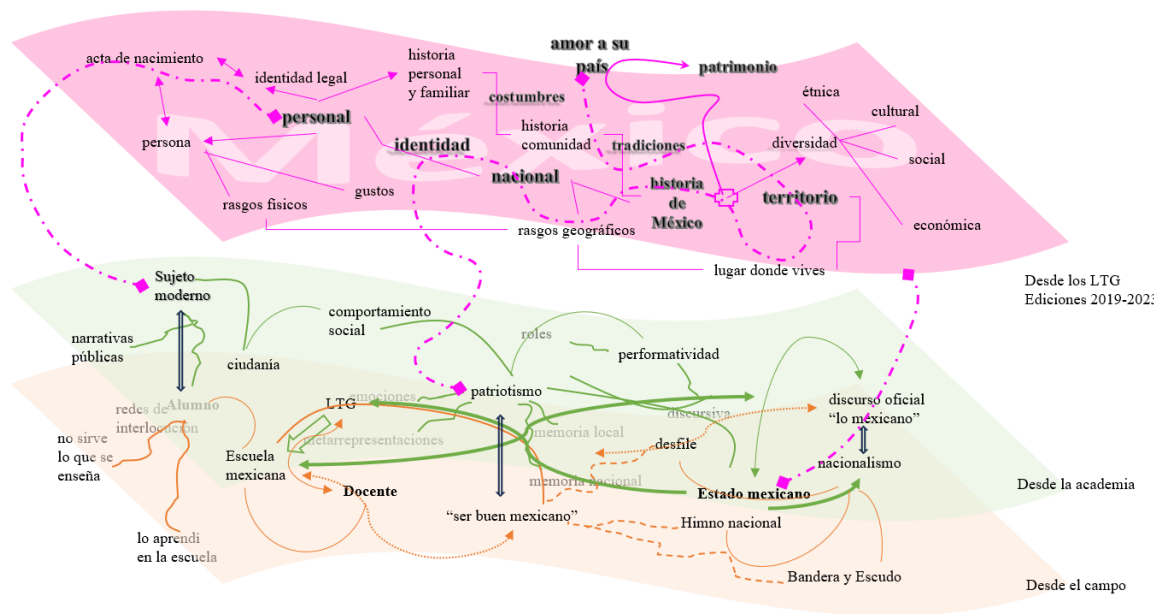 amor a su
país
patrimonio
acta de nacimiento
identidad legal
historia
personal
y familiar
costumbres
étnica
cultural
personal
México
persona
identidad
historia
comunidad
tradiciones
diversidad
social
nacional
gustos
rasgos físicos
historia
de
México
territorio
rasgos geográficos
económica
lugar donde vives
Desde los LTG
Ediciones 2019-2023
Sujeto
moderno
narrativas
públicas
ciudanía
comportamiento
social
roles
performatividad
patriotismo
emociones
redes de
interlocución
Alumno
LTG
discursiva
discurso oficial
“lo mexicano”
no sirve
lo que se
enseña
metarrepresentaciones
memoria local
desfile
Escuela
mexicana
nacionalismo
memoria nacional
Docente
Estado mexicano
Desde la academia
“ser buen mexicano”
Himno nacional
lo aprendí
en la escuela
Bandera y Escudo
Desde el campo